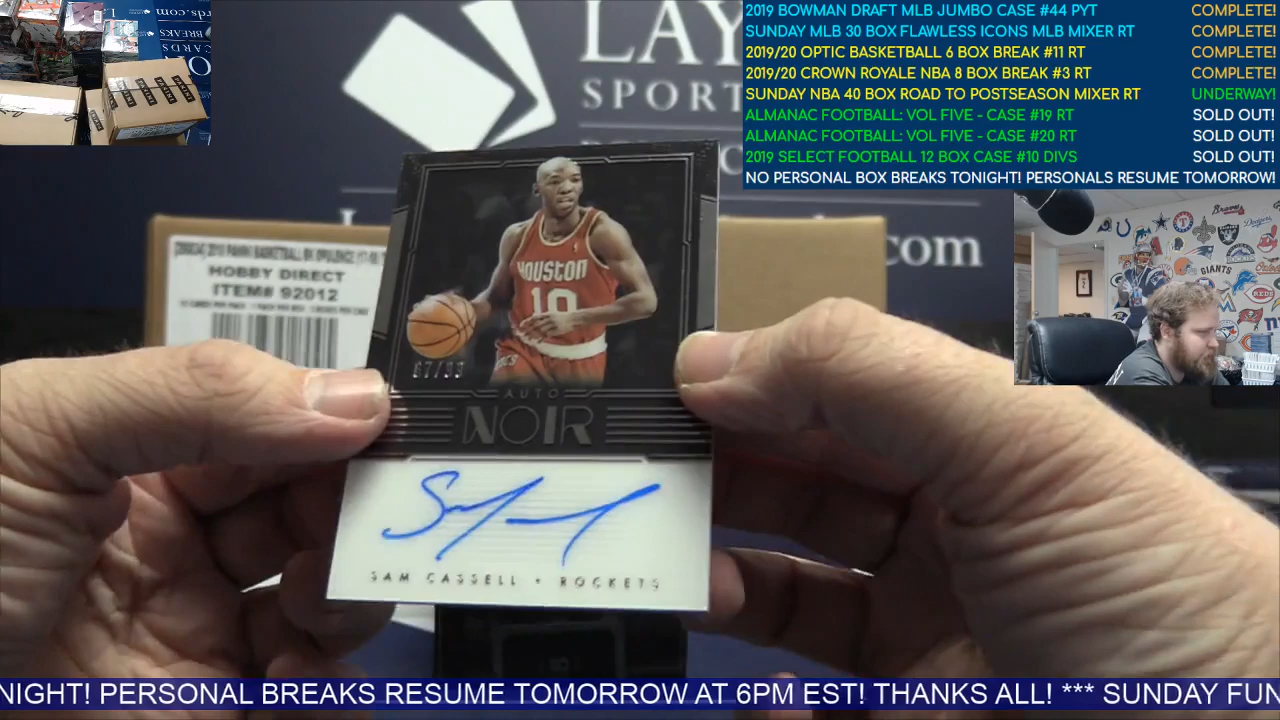 2019 BOWMAN DRAFT MLB JUMBO CASE #44 PYT COMPLETE!
SUNDAY MLB 30 BOX FLAWLESS ICONS MLB MIXER RT COMPLETE!
2019/20 OPTIC BASKETBALL 6 BOX BREAK #11 RT COMPLETE!
2019/20 CROWN ROYALE NBA 8 BOX BREAK #3 RT COMPLETE!
SUNDAY NBA 40 BOX ROAD TO POSTSEASON MIXER RT UNDERWAY!
ALMANAC FOOTBALL: VOL FIVE - CASE #19 RT SOLD OUT!
ALMANAC FOOTBALL: VOL FIVE - CASE #20 RT SOLD OUT!
2019 SELECT FOOTBALL 12 BOX CASE #10 DIVS SOLD OUT!
NO PERSONAL BOX BREAKS TONIGHT! PERSONALS RESUME TOMORROW!
LAY
SPORT
.com
HOBBY DIRECT
ITEM# 92012
HOUSTON
10
AUTO
NOIR
SAM CASSELL • ROCKETS
Braves
Dodgers
GIANTS
REDS
NIGHT! PERSONAL BREAKS RESUME TOMORROW AT 6PM EST! THANKS ALL! *** SUNDAY FUN